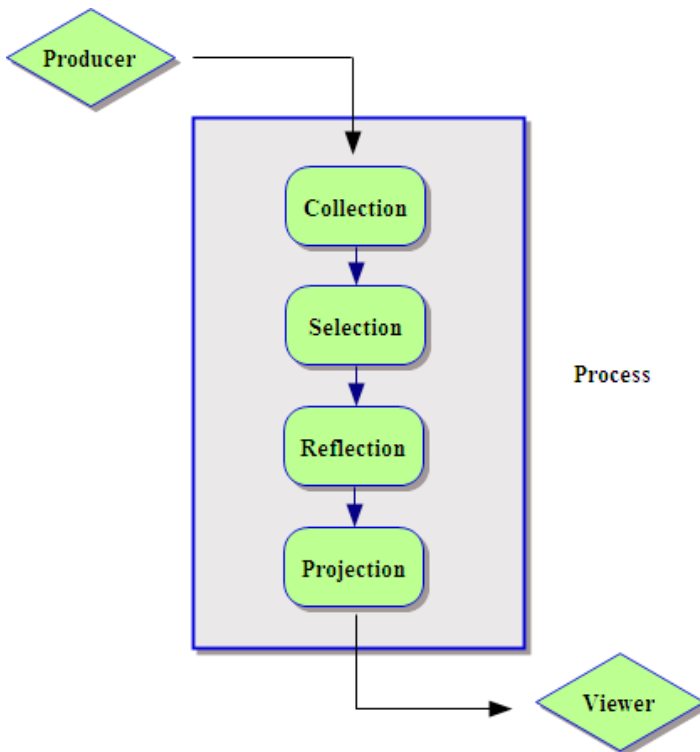 Producer
Collection
Selection
Process
Reflection
Projection
Viewer